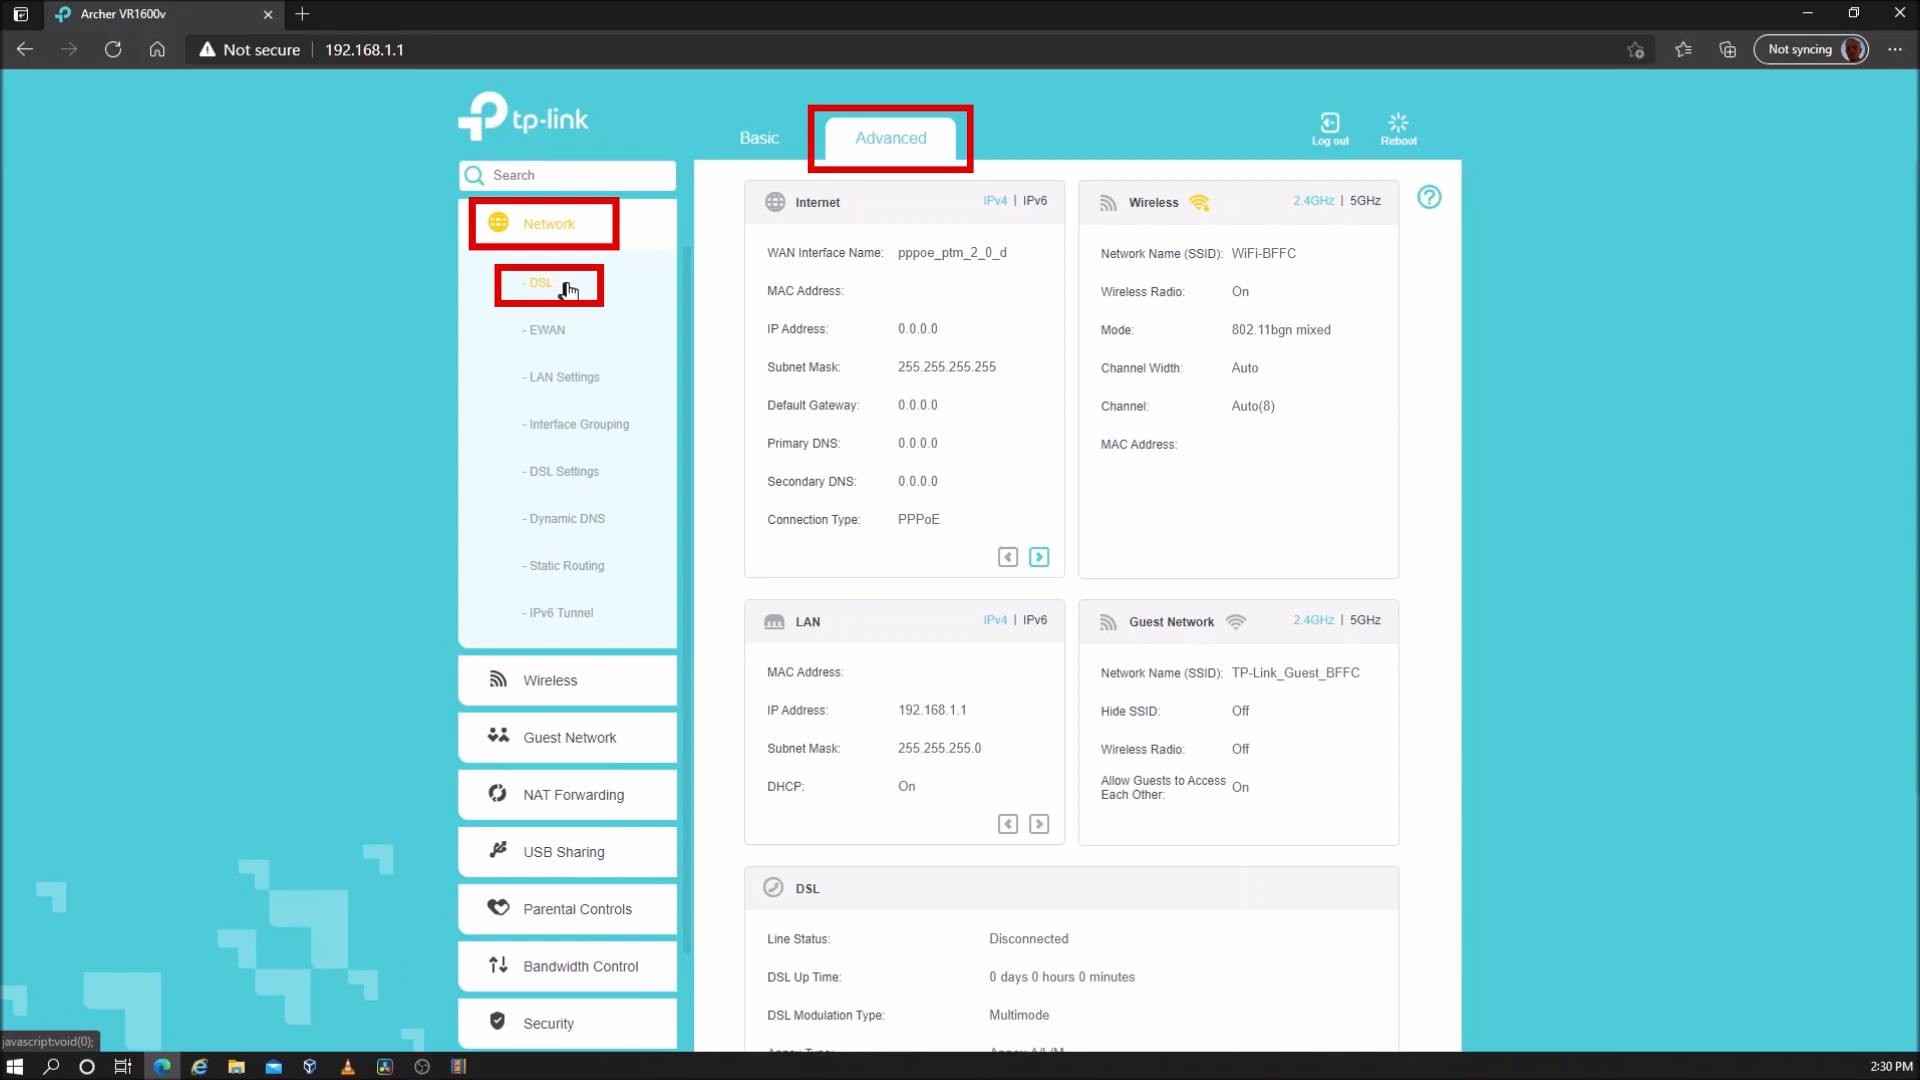 Archer VR1600v
Not secure
192.168.1.1
Not syncing
tp-link
Basic
Advanced
Log out
Reboot
Search
Network
- DSL
- EWAN
- LAN Settings
- Interface Grouping
- DSL Settings
- Dynamic DNS
- Static Routing
- IPv6 Tunnel
Wireless
Guest Network
NAT Forwarding
USB Sharing
Parental Controls
Bandwidth Control
Security
Internet IPv4 | IPv6
WAN Interface Name: pppoe_ptm_2_0_d
MAC Address:
IP Address: 0.0.0.0
Subnet Mask: 255.255.255.255
Default Gateway: 0.0.0.0
Primary DNS: 0.0.0.0
Secondary DNS: 0.0.0.0
Connection Type: PPPoE
Wireless 2.4GHz | 5GHz
Network Name (SSID): WiFi-BFFC
Wireless Radio: On
Mode: 802.11bgn mixed
Channel Width: Auto
Channel: Auto(8)
MAC Address:
LAN IPv4 | IPv6
MAC Address:
IP Address: 192.168.1.1
Subnet Mask: 255.255.255.0
DHCP: On
Guest Network 2.4GHz | 5GHz
Network Name (SSID): TP-Link_Guest_BFFC
Hide SSID: Off
Wireless Radio: Off
Allow Guests to Access
Each Other: On
DSL
Line Status: Disconnected
DSL Up Time: 0 days 0 hours 0 minutes
DSL Modulation Type: Multimode
Annex Type: Annex A/L/M
javascript:void(0);
2:30 PM